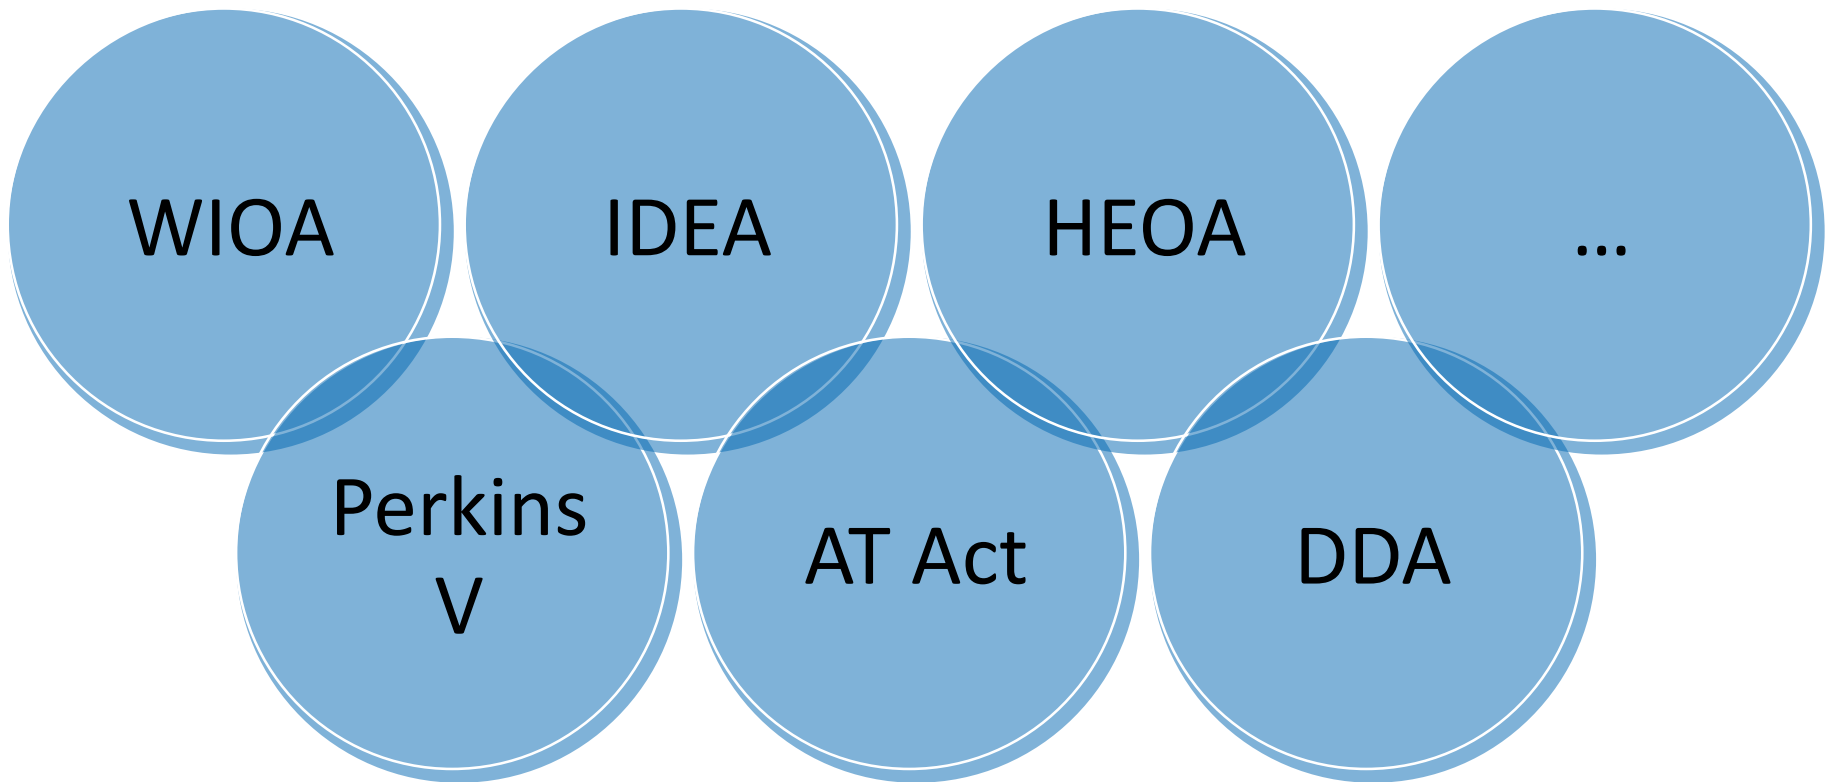 WIOA
IDEA
HEOA
...
Perkins
V
AT Act
DDA